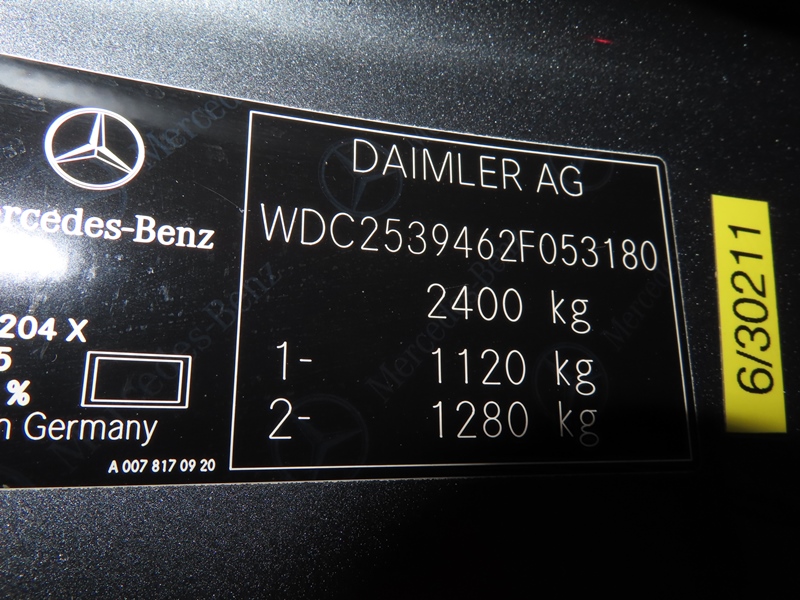 DAIMLER AG
WDC2539462F053180
2400 kg
1- 1120 kg
2- 1280 kg
Mercedes-Benz
204 X
5
%
n Germany
A 007 817 09 20
6/30211